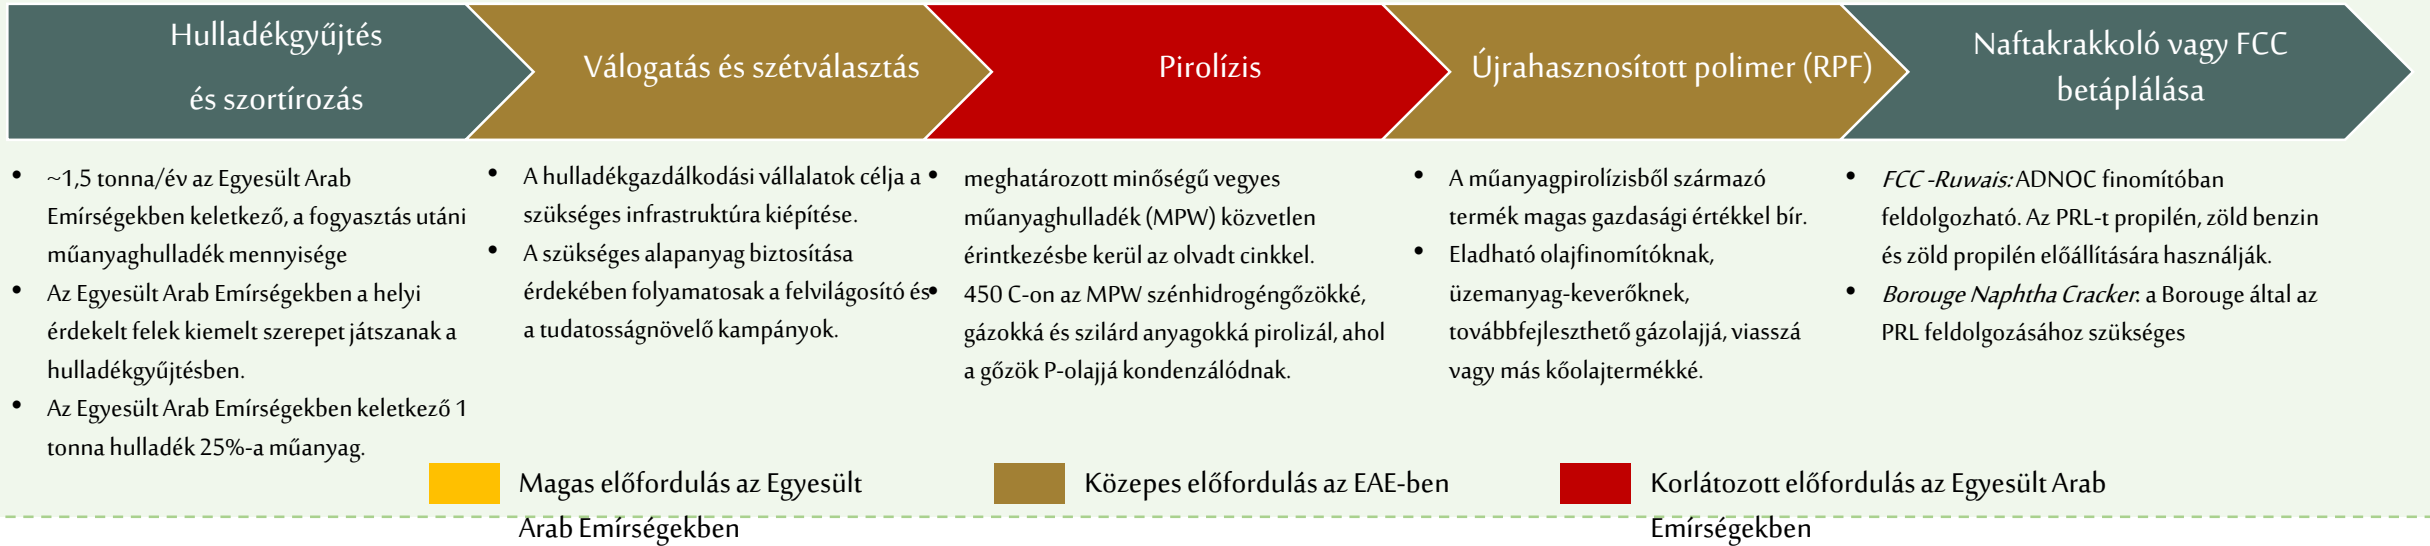 Hulladékgyűjtés
és szortírozás
Válogatás és szétválasztás
Pirolízis
Újrahasznosított polimer (RPF)
Naftakrakkoló vagy FCC
betáplálása
• ~1,5 tonna/év az Egyesült Arab
Emírségekben keletkező, a fogyasztás utáni
műanyaghulladék mennyisége
• Az Egyesült Arab Emírségekben a helyi
érdekelt felek kiemelt szerepet játszanak a
hulladékgyűjtésben.
• Az Egyesült Arab Emírségekben keletkező 1
tonna hulladék 25%-a műanyag.
• A hulladékgazdálkodási vállalatok célja a
szükséges infrastruktúra kiépítése.
• A szükséges alapanyag biztosítása
érdekében folyamatosak a felvilágosító és
a tudatosságnövelő kampányok.
• meghatározott minőségű vegyes
műanyaghulladék (MPW) közvetlen
érintkezésbe kerül az olvadt cinkkel.
• 450 C-on az MPW szénhidrogéngőzökké,
gázokká és szilárd anyagokká pirolizál, ahol
a gőzök P-olajjá kondenzálódnak.
• A műanyagpirolízisből származó
termék magas gazdasági értékkel bír.
• Eladható olajfinomítóknak,
üzemanyag-keverőknek,
továbbfejleszthető gázolajjá, viasszá
vagy más kőolajtermékké.
• FCC -Ruwais: ADNOC finomítóban
feldolgozható. Az PRL-t propilén, zöld benzin
és zöld propilén előállítására használják.
• Borouge Naphtha Cracker: a Borouge által az
PRL feldolgozásához szükséges
Magas előfordulás az Egyesült
Arab Emírségekben
Közepes előfordulás az EAE-ben
Korlátozott előfordulás az Egyesült Arab
Emírségekben